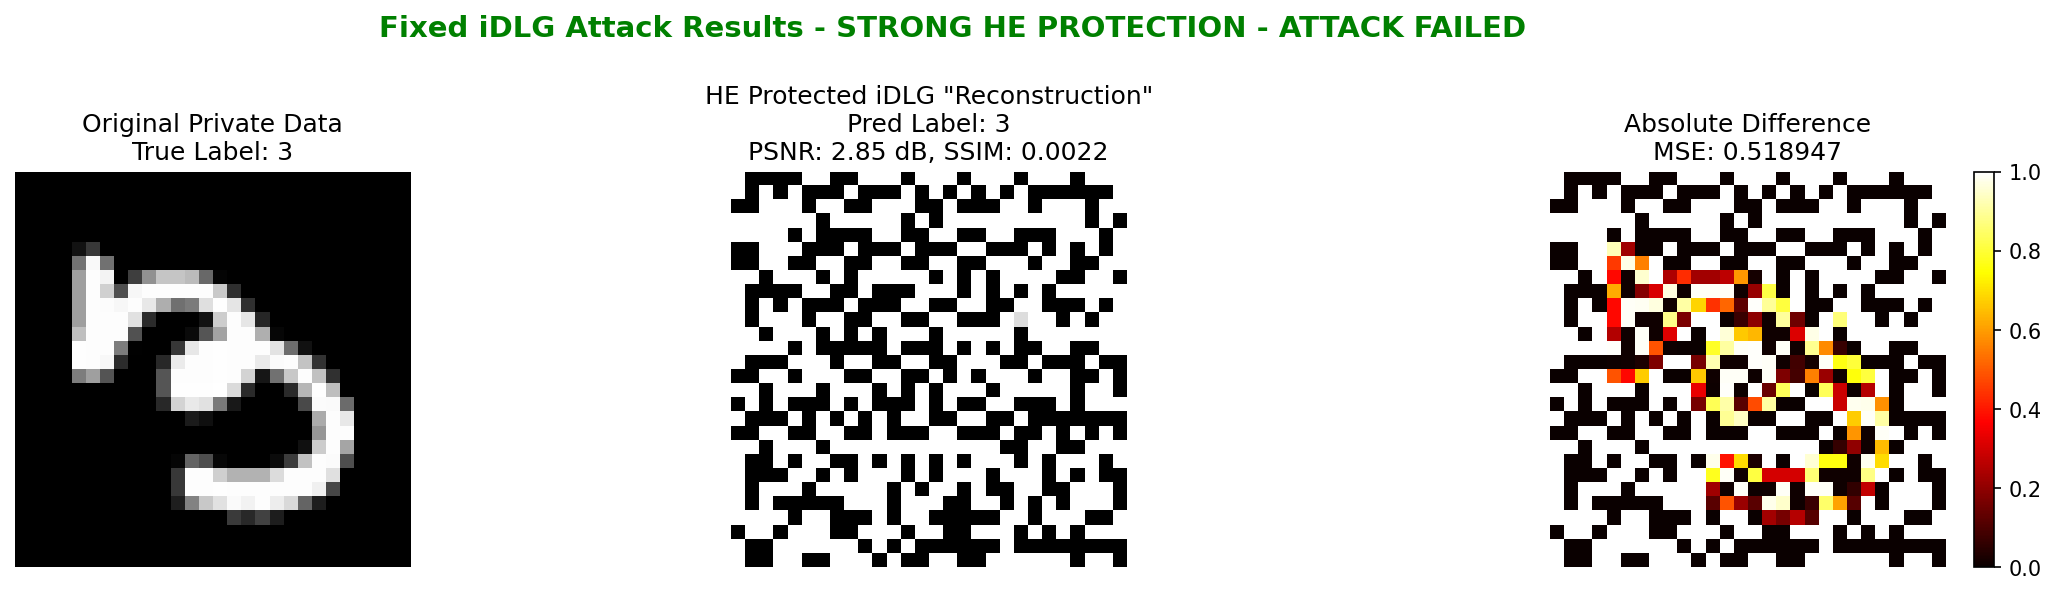 Fixed iDLG Attack Results - STRONG HE PROTECTION - ATTACK FAILED
Original Private Data
True Label: 3
HE Protected iDLG "Reconstruction"
Pred Label: 3
PSNR: 2.85 dB, SSIM: 0.0022
Absolute Difference
MSE: 0.518947
1.0
0.8
0.6
0.4
0.2
0.0